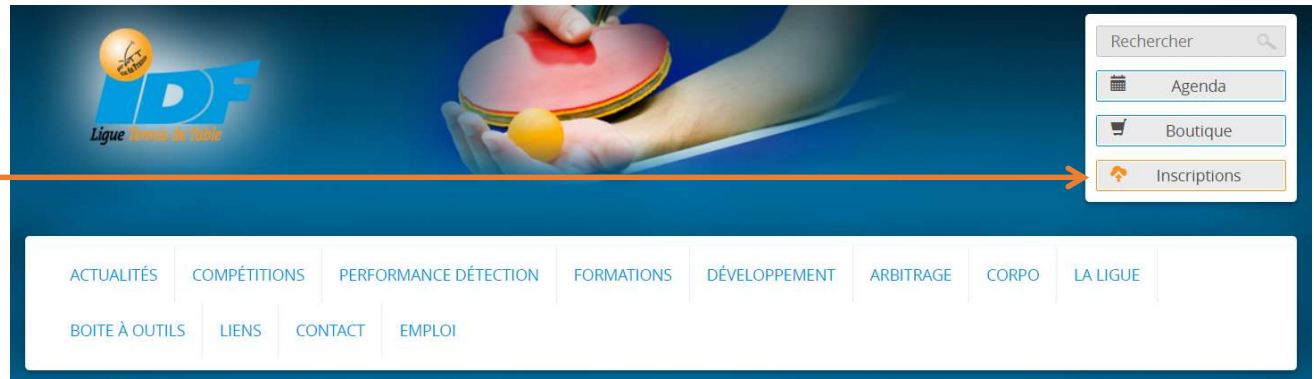 IDF
Ligue Tennis de Table
Rechercher
Agenda
Boutique
Inscriptions
ACTUALITÉS COMPÉTITIONS PERFORMANCE DÉTECTION FORMATIONS DÉVELOPPEMENT ARBITRAGE CORPO LA LIGUE
BOITE À OUTILS LIENS CONTACT EMPLOI